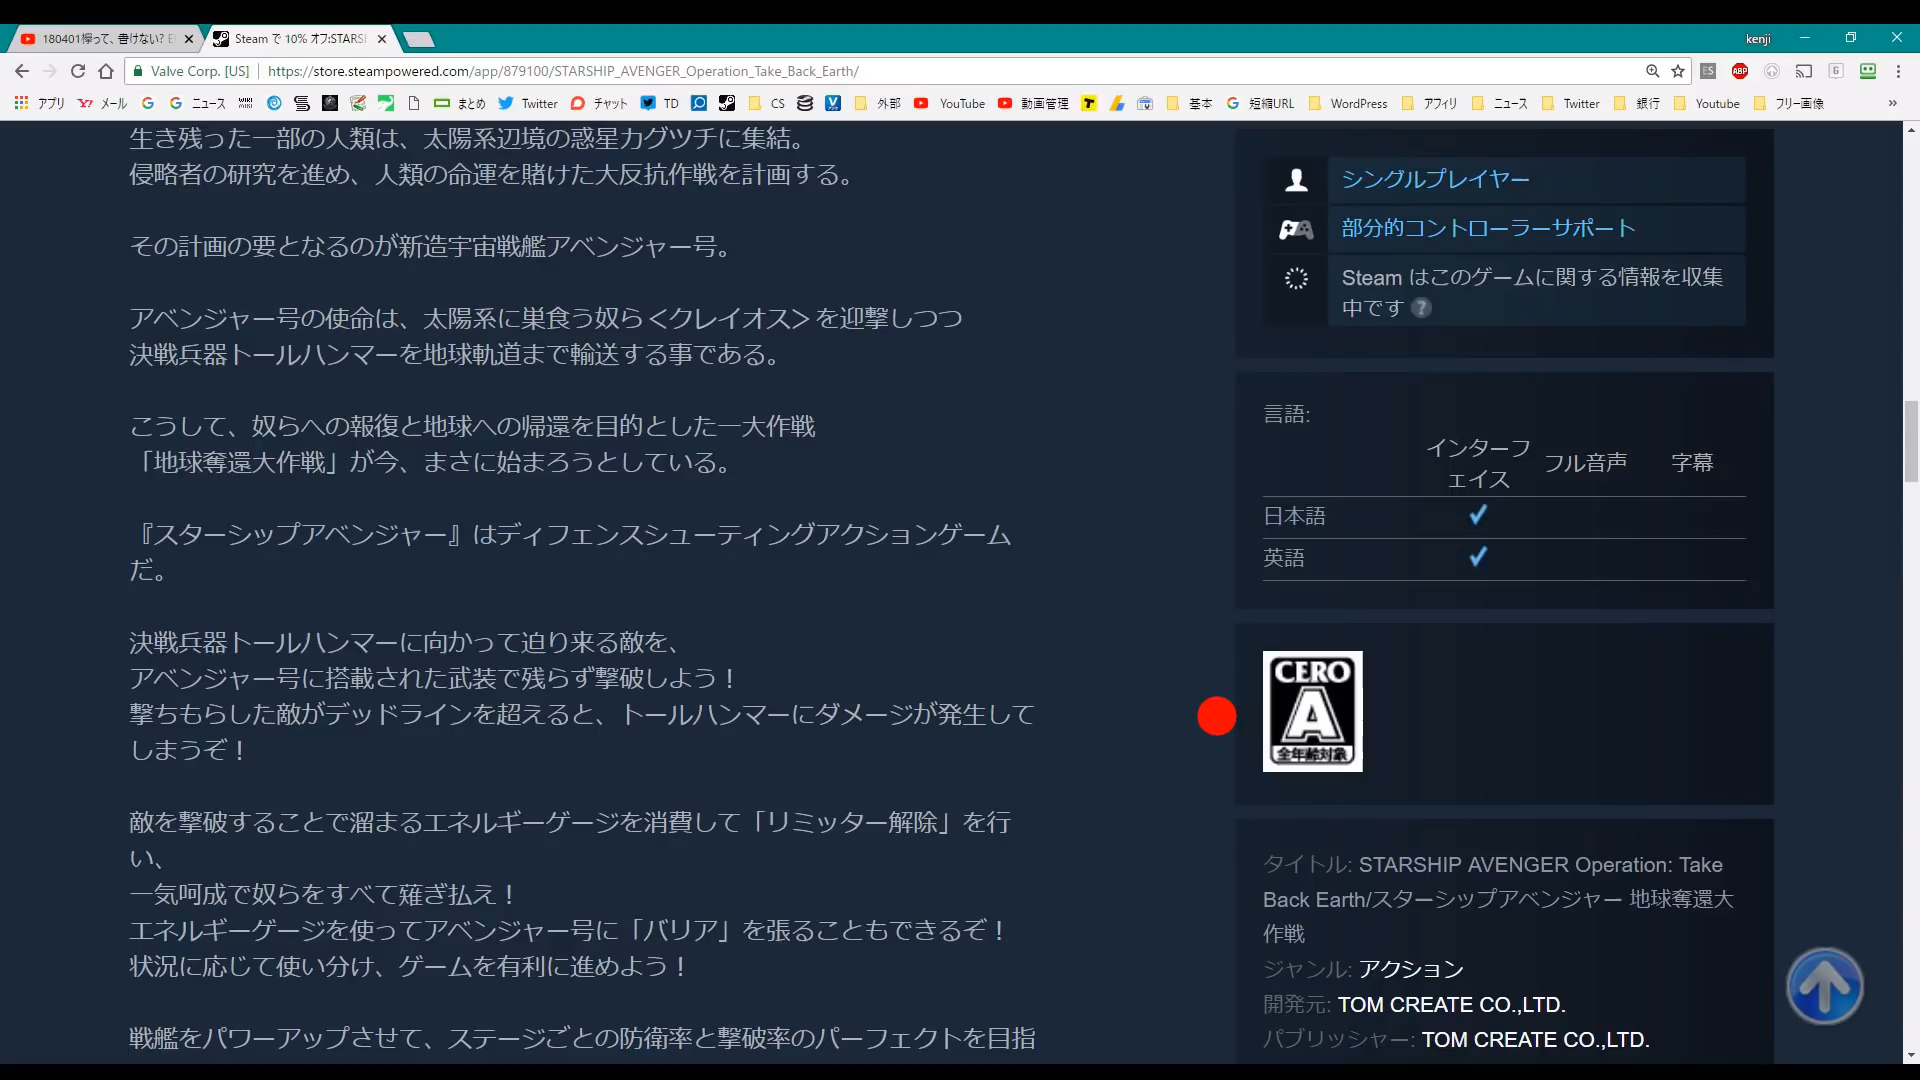 180401欅って、書けない?
Steam で 10% オフ:STARSH
kenji
Valve Corp. [US]
https://store.steampowered.com/app/879100/STARSHIP_AVENGER_Operation_Take_Back_Earth/
アプリ メール ニュース まとめ Twitter チャット TD CS 外部 YouTube 動画管理 基本 短縮URL WordPress アフィリ ニュース Twitter 銀行 Youtube フリー画像 »
生き残った一部の人類は、太陽系辺境の惑星カグツチに集結。
侵略者の研究を進め、人類の命運を賭けた大反抗作戦を計画する。
その計画の要となるのが新造宇宙戦艦アベンジャー号。
アベンジャー号の使命は、太陽系に巣食う奴ら＜クレイオス＞を迎撃しつつ
決戦兵器トールハンマーを地球軌道まで輸送する事である。
こうして、奴らへの報復と地球への帰還を目的とした一大作戦
「地球奪還大作戦」が今、まさに始まろうとしている。
『スターシップアベンジャー』はディフェンスシューティングアクションゲーム
だ。
決戦兵器トールハンマーに向かって迫り来る敵を、
アベンジャー号に搭載された武装で残らず撃破しよう！
撃ちもらした敵がデッドラインを超えると、トールハンマーにダメージが発生して
しまうぞ！
敵を撃破することで溜まるエネルギーゲージを消費して「リミッター解除」を行
い、
一気呵成で奴らをすべて薙ぎ払え！
エネルギーゲージを使ってアベンジャー号に「バリア」を張ることもできるぞ！
状況に応じて使い分け、ゲームを有利に進めよう！
戦艦をパワーアップさせて、ステージごとの防衛率と撃破率のパーフェクトを目指
シングルプレイヤー
部分的コントローラーサポート
Steam はこのゲームに関する情報を収集
中です ?
言語:
インターフ
ェイス フル音声 字幕
日本語 ✓
英語 ✓
CERO
A
全年齢対象
タイトル: STARSHIP AVENGER Operation: Take
Back Earth/スターシップアベンジャー 地球奪還大
作戦
ジャンル: アクション
開発元: TOM CREATE CO.,LTD.
パブリッシャー: TOM CREATE CO.,LTD.